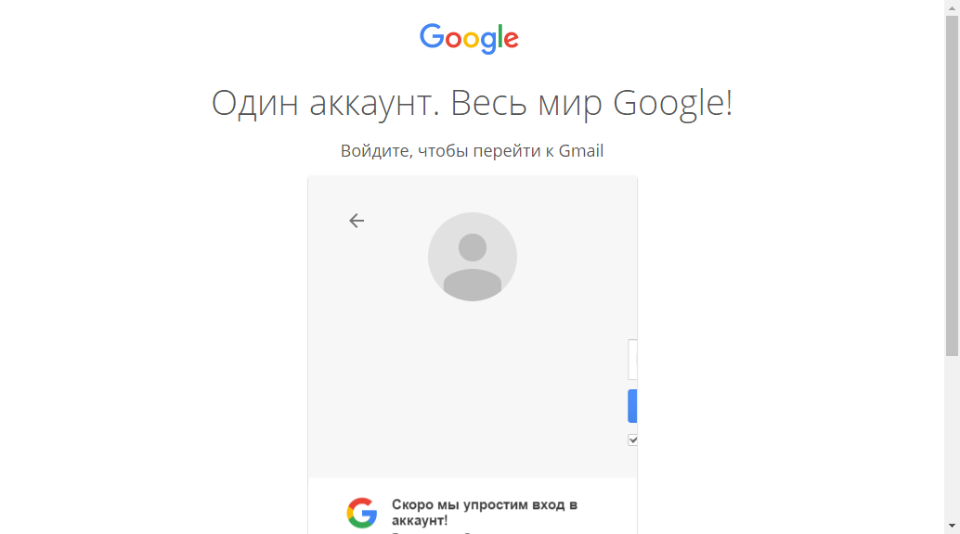 Google
Один аккаунт. Весь мир Google!
Войдите, чтобы перейти к Gmail
Скоро мы упростим вход в
аккаунт!